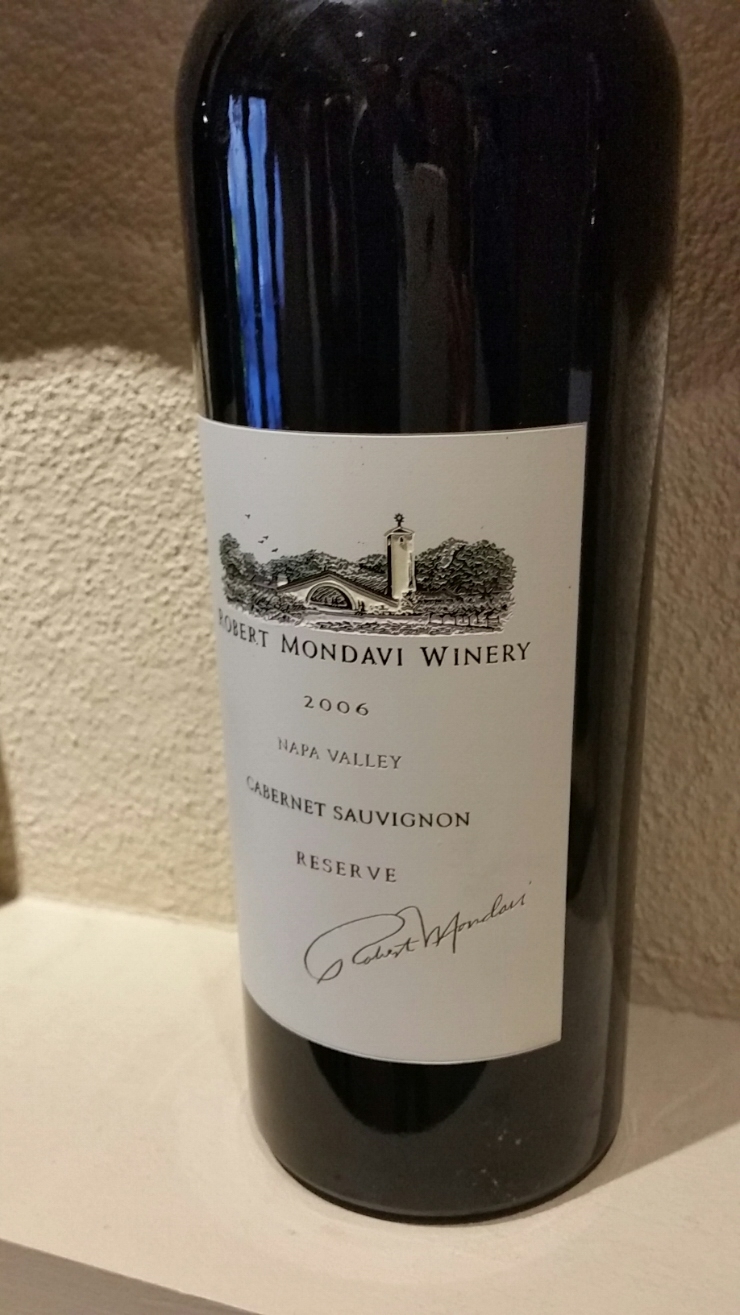 ROBERT MONDAVI WINERY
2006
NAPA VALLEY
CABERNET SAUVIGNON
RESERVE
Robert Mondavi